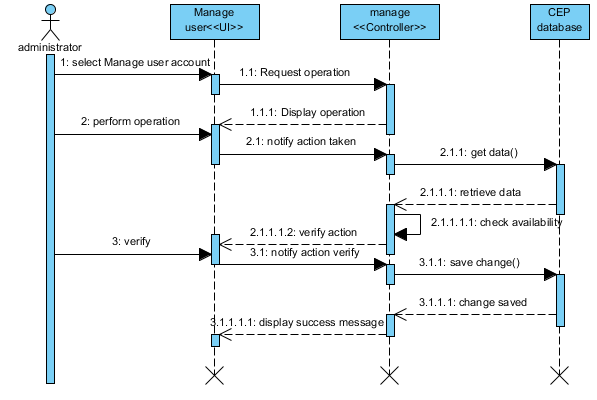 Manage
user<<UI>>
manage
<<Controller>>
CEP
database
administrator
1: select Manage user account
1.1: Request operation
1.1.1: Display operation
2: perform operation
2.1: notify action taken
2.1.1: get data()
2.1.1.1: retrieve data
2.1.1.1.1: check availability
2.1.1.1.2: verify action
3: verify
3.1: notify action verify
3.1.1: save change()
3.1.1.1: change saved
3.1.1.1.1: display success message